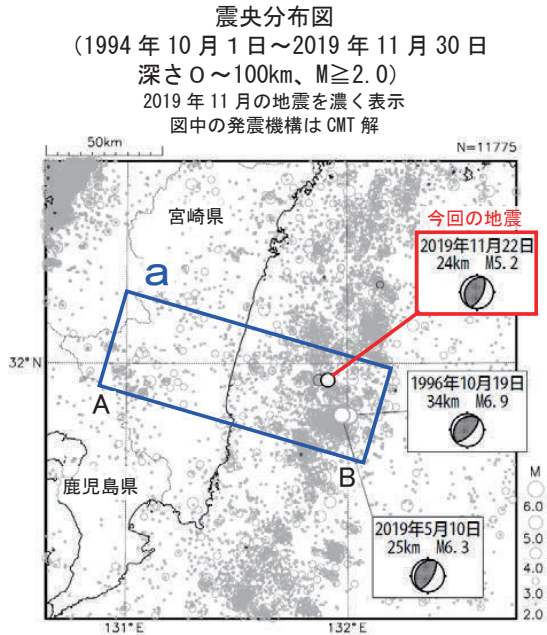 震央分布図
（1994 年 10 月 1 日～2019 年 11 月 30 日
深さ０～100km、M≧2.0）
2019 年 11 月の地震を濃く表示
図中の発震機構は CMT 解
50km
N=11775
宮崎県
今回の地震
2019年11月22日
24km M5.2
a
32°N
A
1996年10月19日
34km M6.9
B
鹿児島県
M
6.0
5.0
4.0
3.0
2.0
2019年5月10日
25km M6.3
131°E
132°E